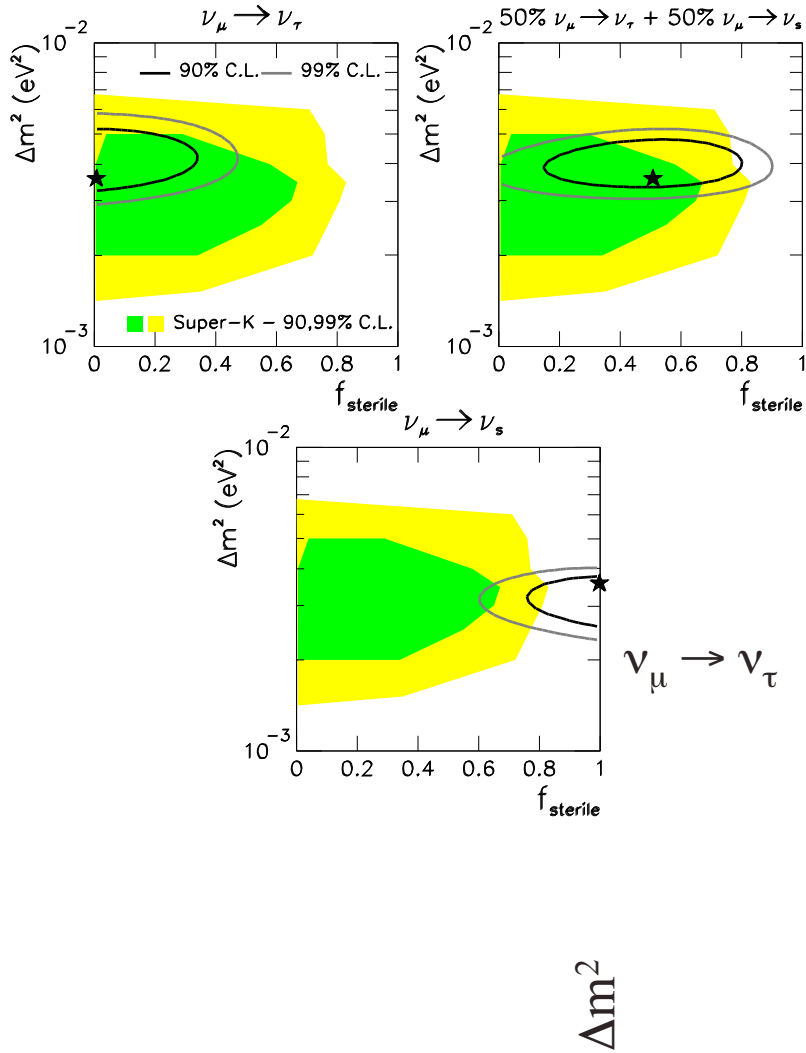 ν_μ → ν_τ
50% ν_μ → ν_τ + 50% ν_μ → ν_s
Δm² (eV²)
10⁻²
10⁻³
90% C.L.
99% C.L.
Super-K - 90,99% C.L.
0 0.2 0.4 0.6 0.8 1
f_sterile
Δm² (eV²)
10⁻²
10⁻³
0 0.2 0.4 0.6 0.8 1
f_sterile
ν_μ → ν_s
Δm² (eV²)
10⁻²
10⁻³
0 0.2 0.4 0.6 0.8 1
f_sterile
ν_μ → ν_τ
Δm²